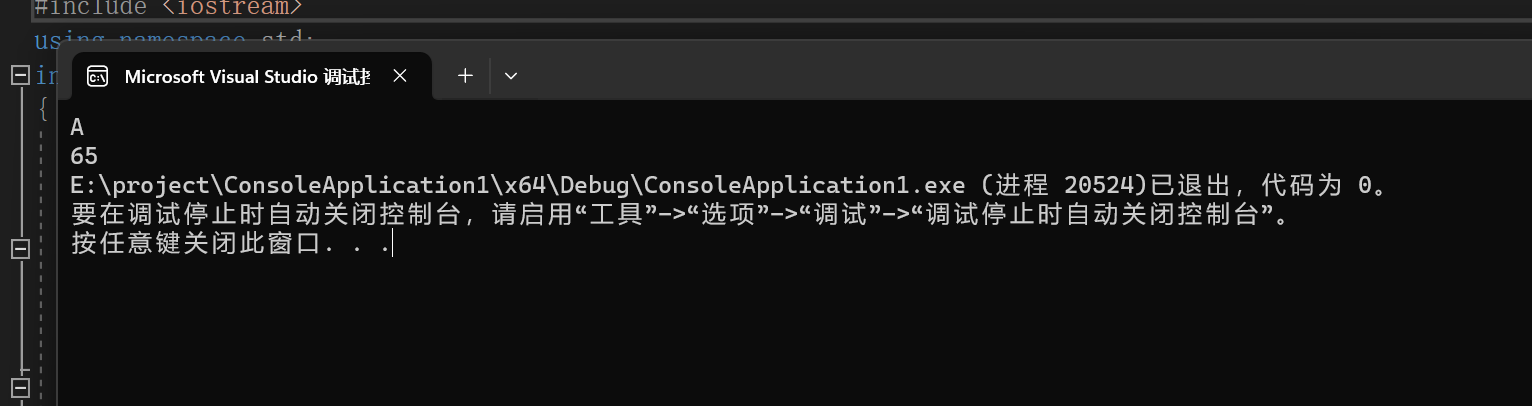 #include <iostream>
using namespace std;
in
{
Microsoft Visual Studio 调试控
A
65
E:\project\ConsoleApplication1\x64\Debug\ConsoleApplication1.exe (进程 20524)已退出，代码为 0。
要在调试停止时自动关闭控制台，请启用“工具”->“选项”->“调试”->“调试停止时自动关闭控制台”。
按任意键关闭此窗口. . .